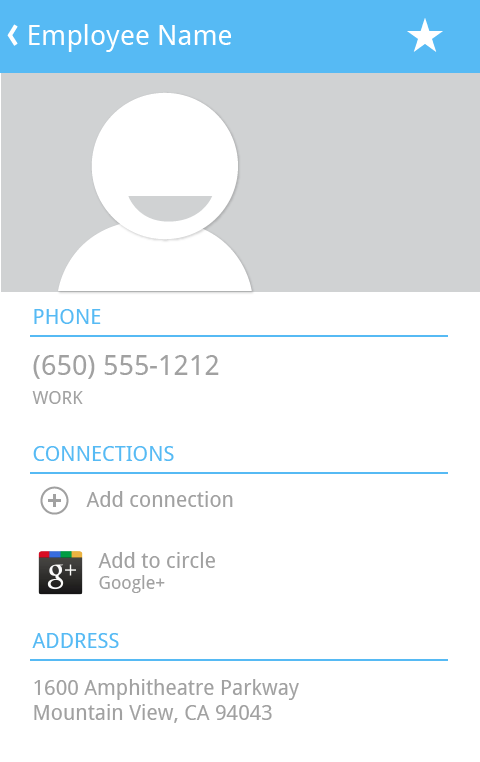 Employee Name
PHONE
(650) 555-1212
WORK
CONNECTIONS
Add connection
g+
Add to circle
Google+
ADDRESS
1600 Amphitheatre Parkway
Mountain View, CA 94043